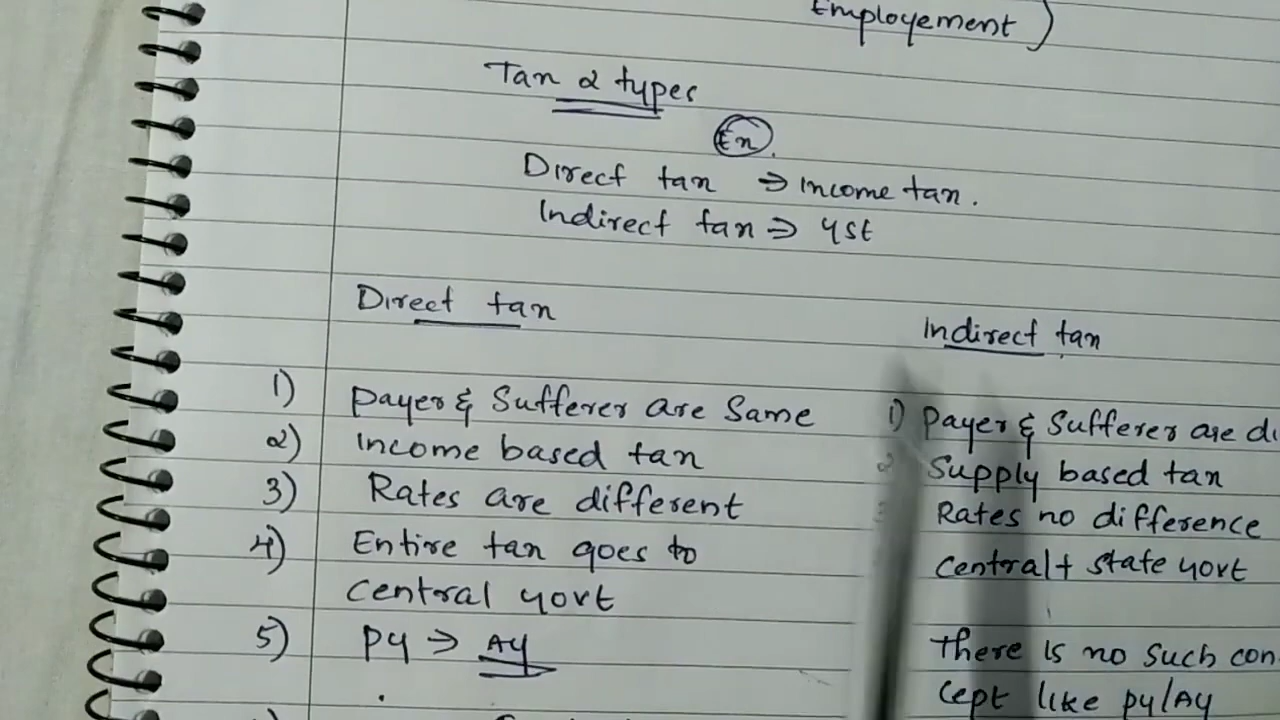 Employement)
Tax 2 types
Ex.
Direct tax ⇒ Income tax.
Indirect tax ⇒ GST
Direct tax
Indirect tax
1) Payer & Sufferer are Same
1) Payer & Sufferer are di
2) Income based tax
2 Supply based tax
3) Rates are different
3 Rates no difference
4) Entire tax goes to
Central Govt
Central + State Govt
5) PY → AY
There is no such con-
cept like PY/AY